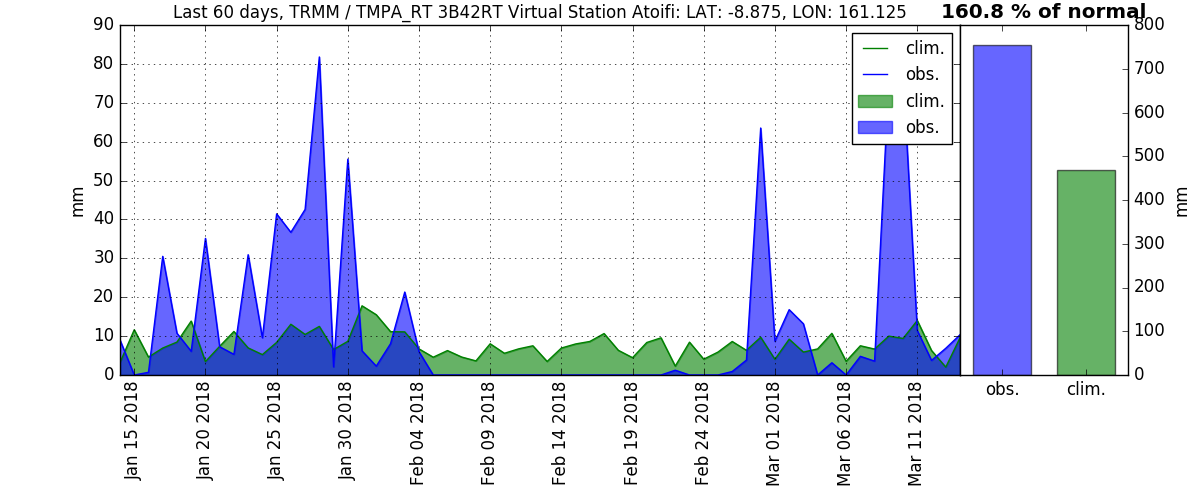 Last 60 days, TRMM / TMPA_RT 3B42RT Virtual Station Atoifi: LAT: -8.875, LON: 161.125
160.8 % of normal
90
80
70
60
50
40
30
20
10
0
mm
clim.
obs.
clim.
obs.
Jan 15 2018
Jan 20 2018
Jan 25 2018
Jan 30 2018
Feb 04 2018
Feb 09 2018
Feb 14 2018
Feb 19 2018
Feb 24 2018
Mar 01 2018
Mar 06 2018
Mar 11 2018
800
700
600
500
400
300
200
100
0
mm
obs.
clim.